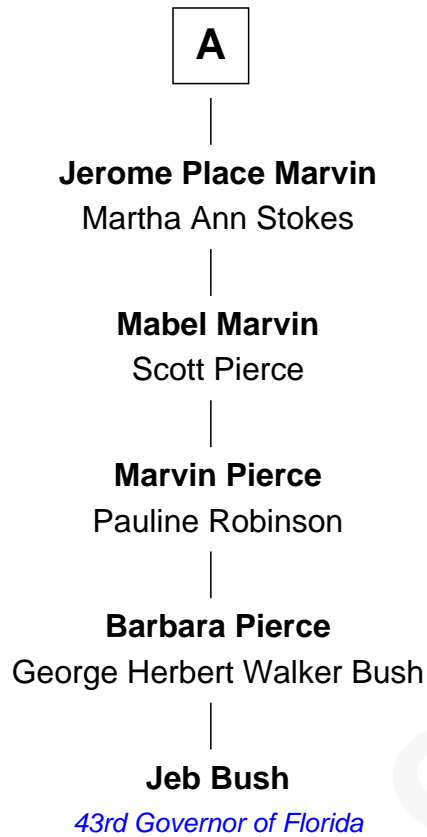 A
Jerome Place Marvin
Martha Ann Stokes
Mabel Marvin
Scott Pierce
Marvin Pierce
Pauline Robinson
Barbara Pierce
George Herbert Walker Bush
Jeb Bush
43rd Governor of Florida